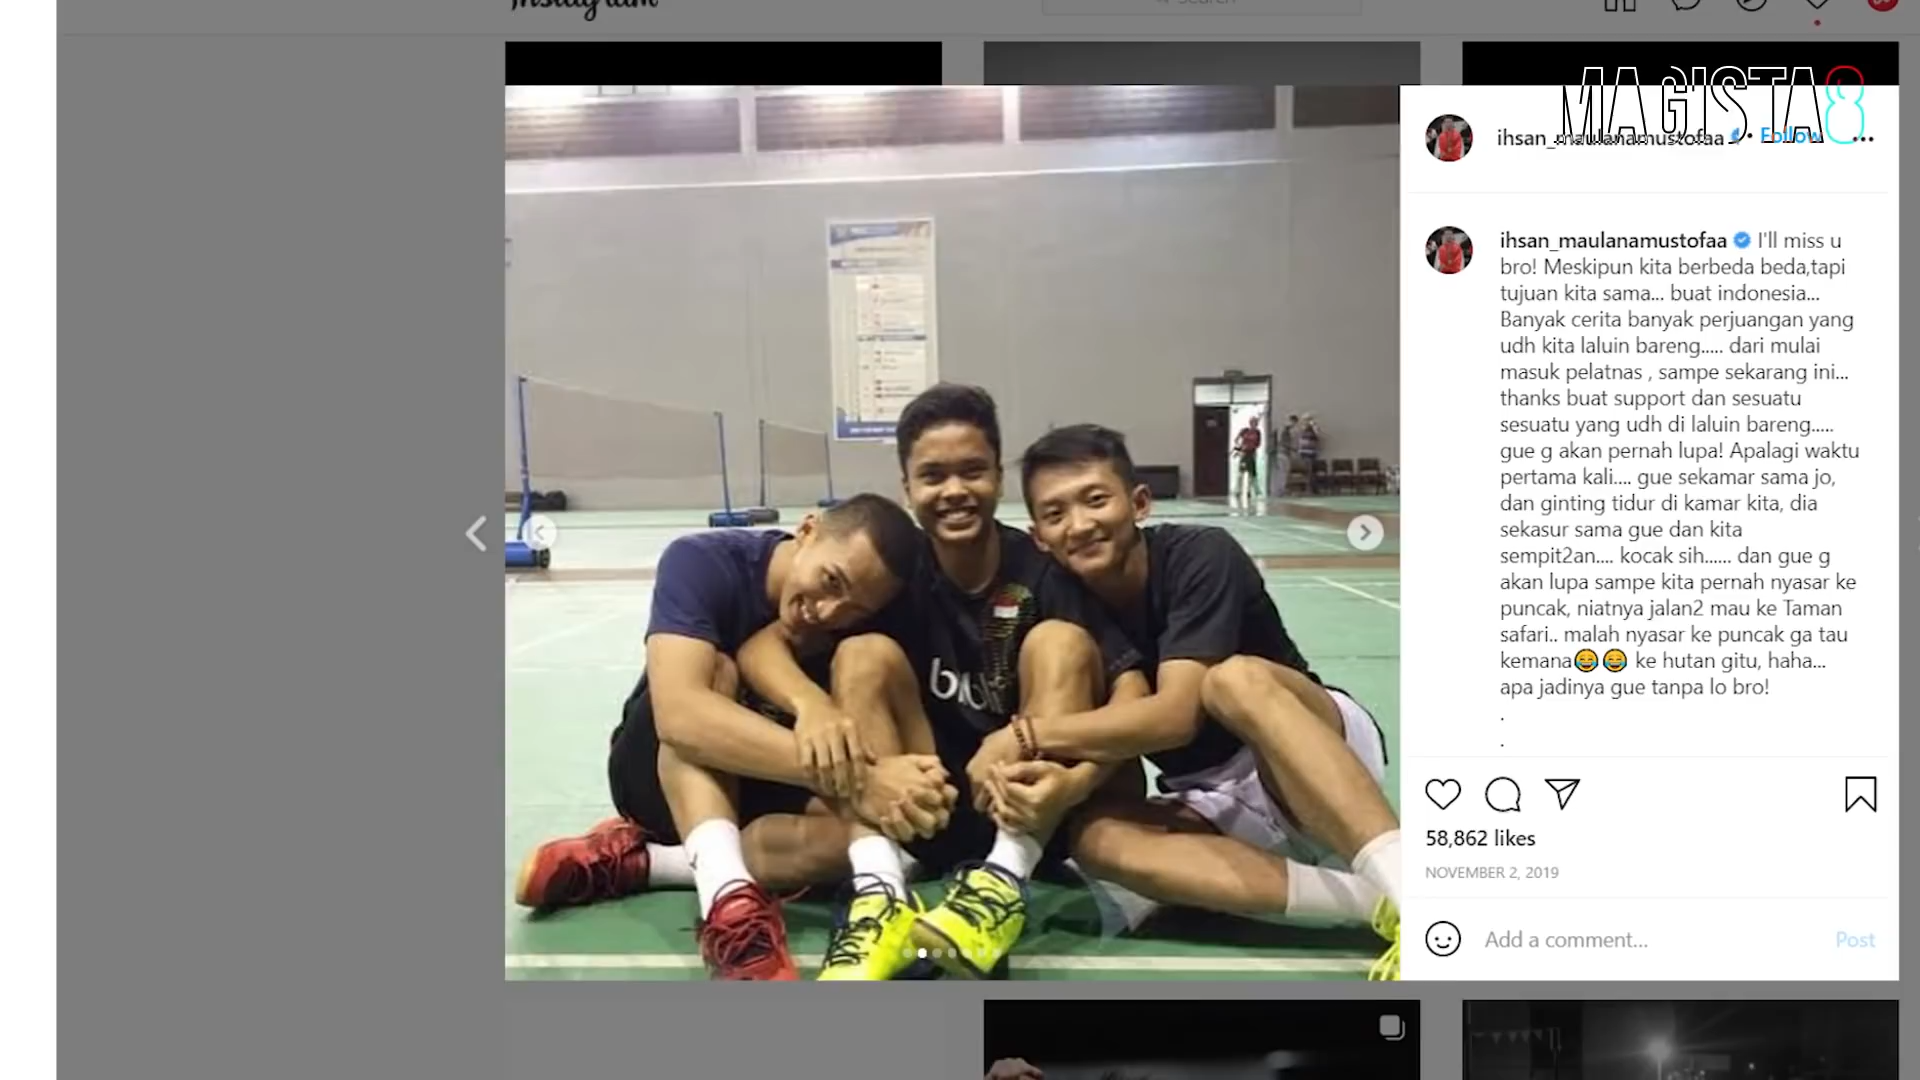 Instagram
Search
MAGISTA8
ihsan_maulanamustofaa • Follow
ihsan_maulanamustofaa I'll miss u
bro! Meskipun kita berbeda beda,tapi
tujuan kita sama... buat indonesia...
Banyak cerita banyak perjuangan yang
udh kita laluin bareng..... dari mulai
masuk pelatnas , sampe sekarang ini...
thanks buat support dan sesuatu
sesuatu yang udh di laluin bareng.....
gue g akan pernah lupa! Apalagi waktu
pertama kali.... gue sekamar sama jo,
dan ginting tidur di kamar kita, dia
sekasur sama gue dan kita
sempit2an.... kocak sih...... dan gue g
akan lupa sampe kita pernah nyasar ke
puncak, niatnya jalan2 mau ke Taman
safari.. malah nyasar ke puncak ga tau
kemana😂😂 ke hutan gitu, haha...
apa jadinya gue tanpa lo bro!
.
.
58,862 likes
NOVEMBER 2, 2019
Add a comment... Post